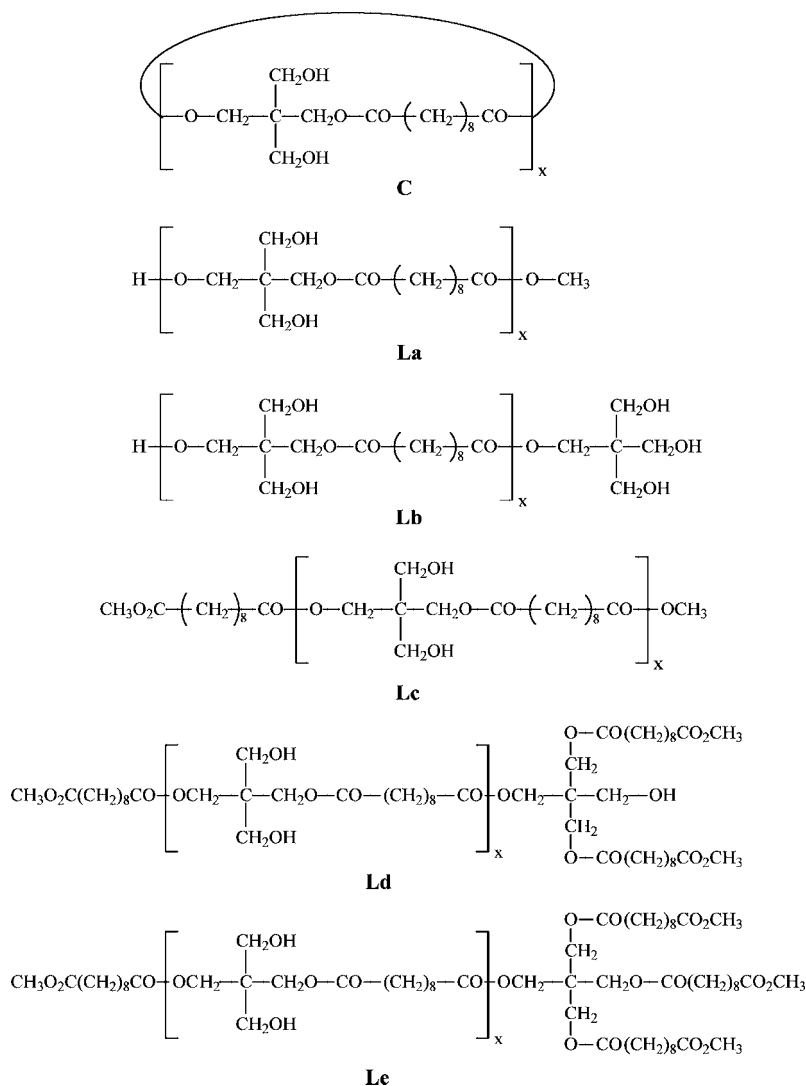 CH₂OH
O—CH₂—C—CH₂O—CO—(CH₂)₈—CO
CH₂OH
x
C
CH₂OH
H—O—CH₂—C—CH₂O—CO—(CH₂)₈—CO—O—CH₃
CH₂OH
x
La
CH₂OH CH₂OH
H—O—CH₂—C—CH₂O—CO—(CH₂)₈—CO—O—CH₂—C—CH₂OH
CH₂OH CH₂OH
x
Lb
CH₂OH
CH₃O₂C—(CH₂)₈—CO—O—CH₂—C—CH₂O—CO—(CH₂)₈—CO—OCH₃
CH₂OH
x
Lc
O—CO(CH₂)₈CO₂CH₃
CH₂OH CH₂
CH₃O₂C(CH₂)₈CO—OCH₂—C—CH₂O—CO—(CH₂)₈—CO—OCH₂—C—CH₂—OH
CH₂OH CH₂
x O—CO(CH₂)₈CO₂CH₃
Ld
O—CO(CH₂)₈CO₂CH₃
CH₂OH CH₂
CH₃O₂C(CH₂)₈CO—OCH₂—C—CH₂O—CO—(CH₂)₈—CO—OCH₂—C—CH₂O—CO(CH₂)₈CO₂CH₃
CH₂OH CH₂
x O—CO(CH₂)₈CO₂CH₃
Le